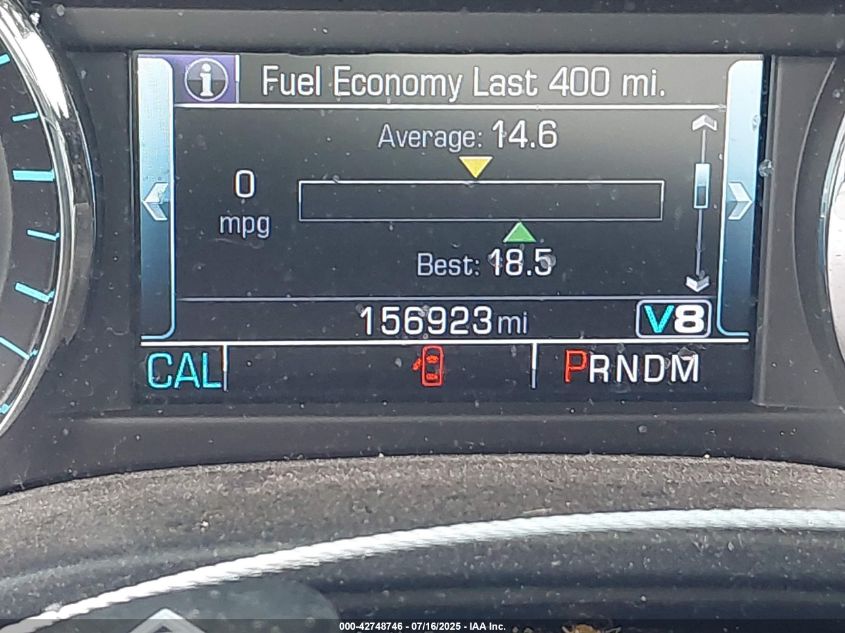 i Fuel Economy Last 400 mi.
Average: 14.6
0
mpg
Best: 18.5
156923 mi V8
CAL PRNDM
000-42748746 - 07/16/2025 - IAA Inc.